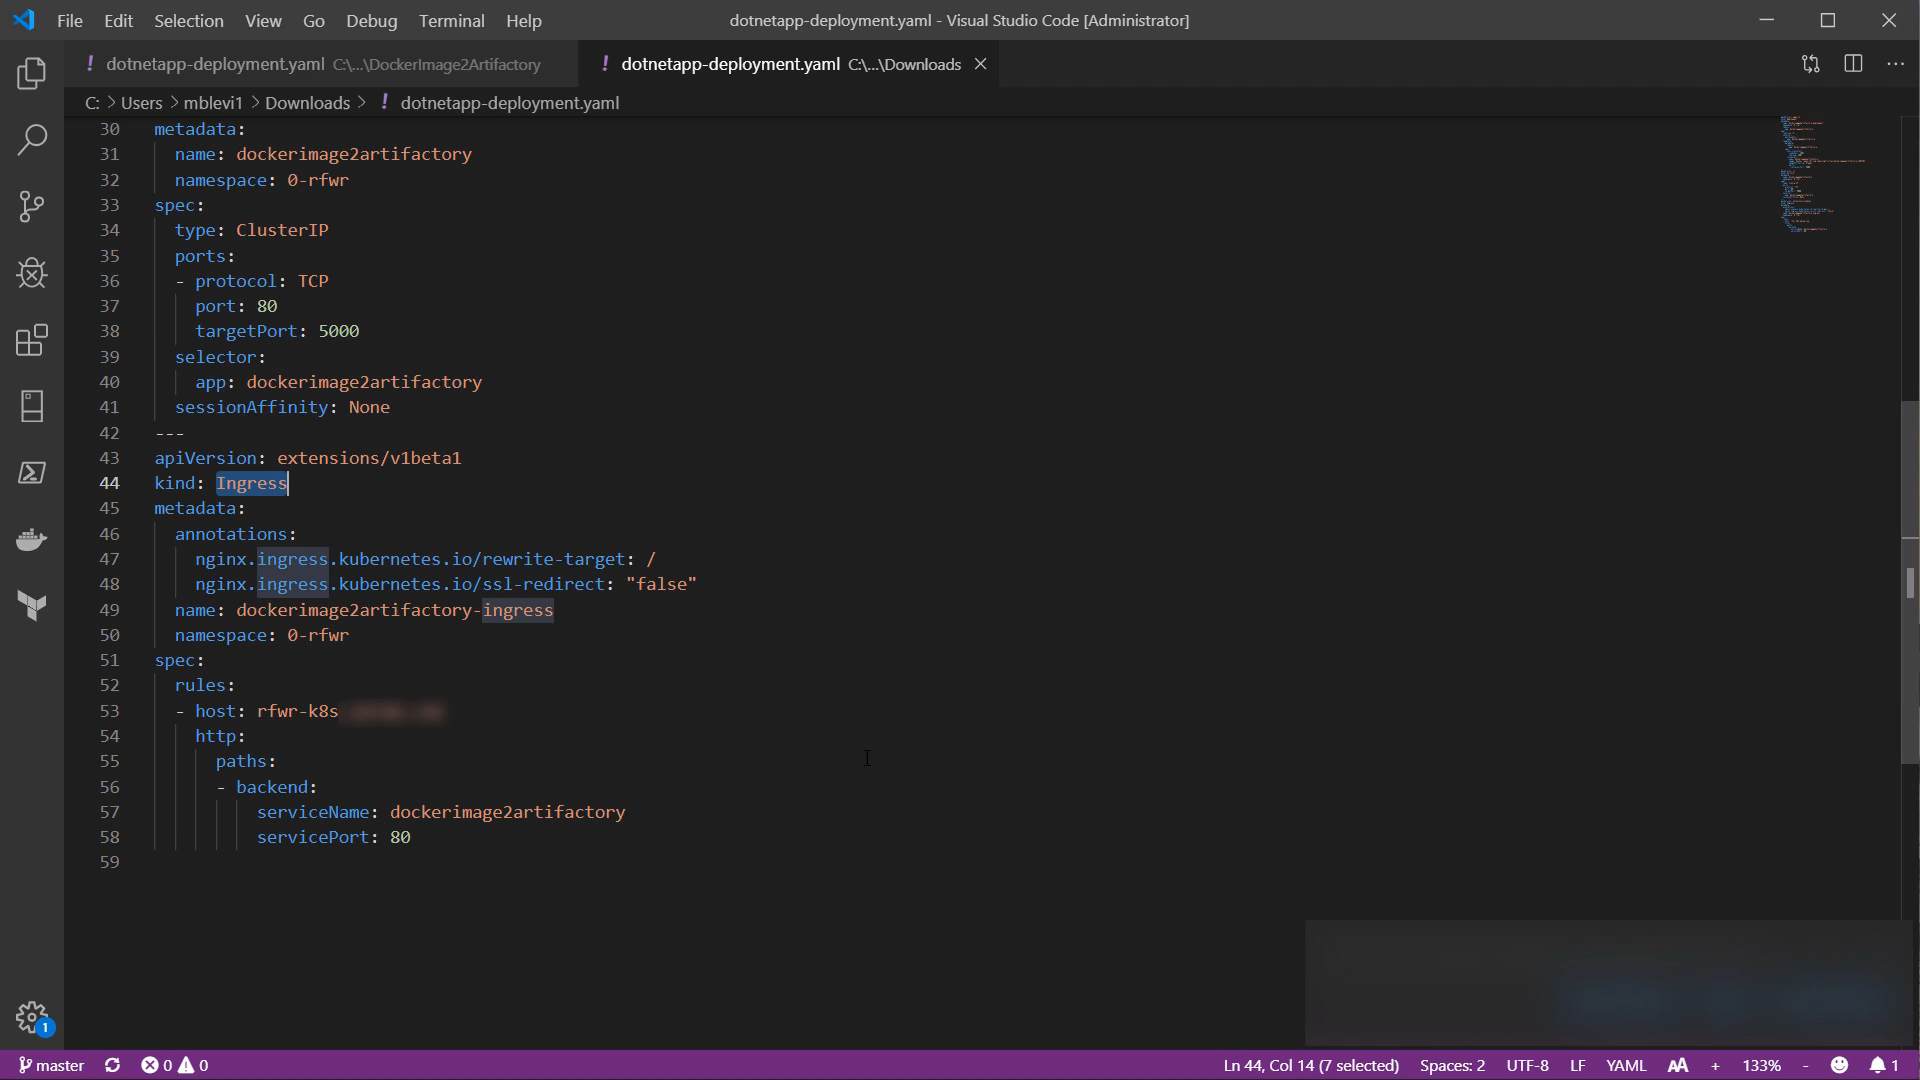 File Edit Selection View Go Debug Terminal Help
dotnetapp-deployment.yaml - Visual Studio Code [Administrator]
! dotnetapp-deployment.yaml C:\...\DockerImage2Artifactory
! dotnetapp-deployment.yaml C:\...\Downloads
C: > Users > mblevi1 > Downloads > ! dotnetapp-deployment.yaml
30 metadata:
31 name: dockerimage2artifactory
32 namespace: 0-rfwr
33 spec:
34 type: ClusterIP
35 ports:
36 - protocol: TCP
37 port: 80
38 targetPort: 5000
39 selector:
40 app: dockerimage2artifactory
41 sessionAffinity: None
42 ---
43 apiVersion: extensions/v1beta1
44 kind: Ingress
45 metadata:
46 annotations:
47 nginx.ingress.kubernetes.io/rewrite-target: /
48 nginx.ingress.kubernetes.io/ssl-redirect: "false"
49 name: dockerimage2artifactory-ingress
50 namespace: 0-rfwr
51 spec:
52 rules:
53 - host: rfwr-k8s
54 http:
55 paths:
56 - backend:
57 serviceName: dockerimage2artifactory
58 servicePort: 80
59
1
master 0 0 Ln 44, Col 14 (7 selected) Spaces: 2 UTF-8 LF YAML AA + 133% - 1